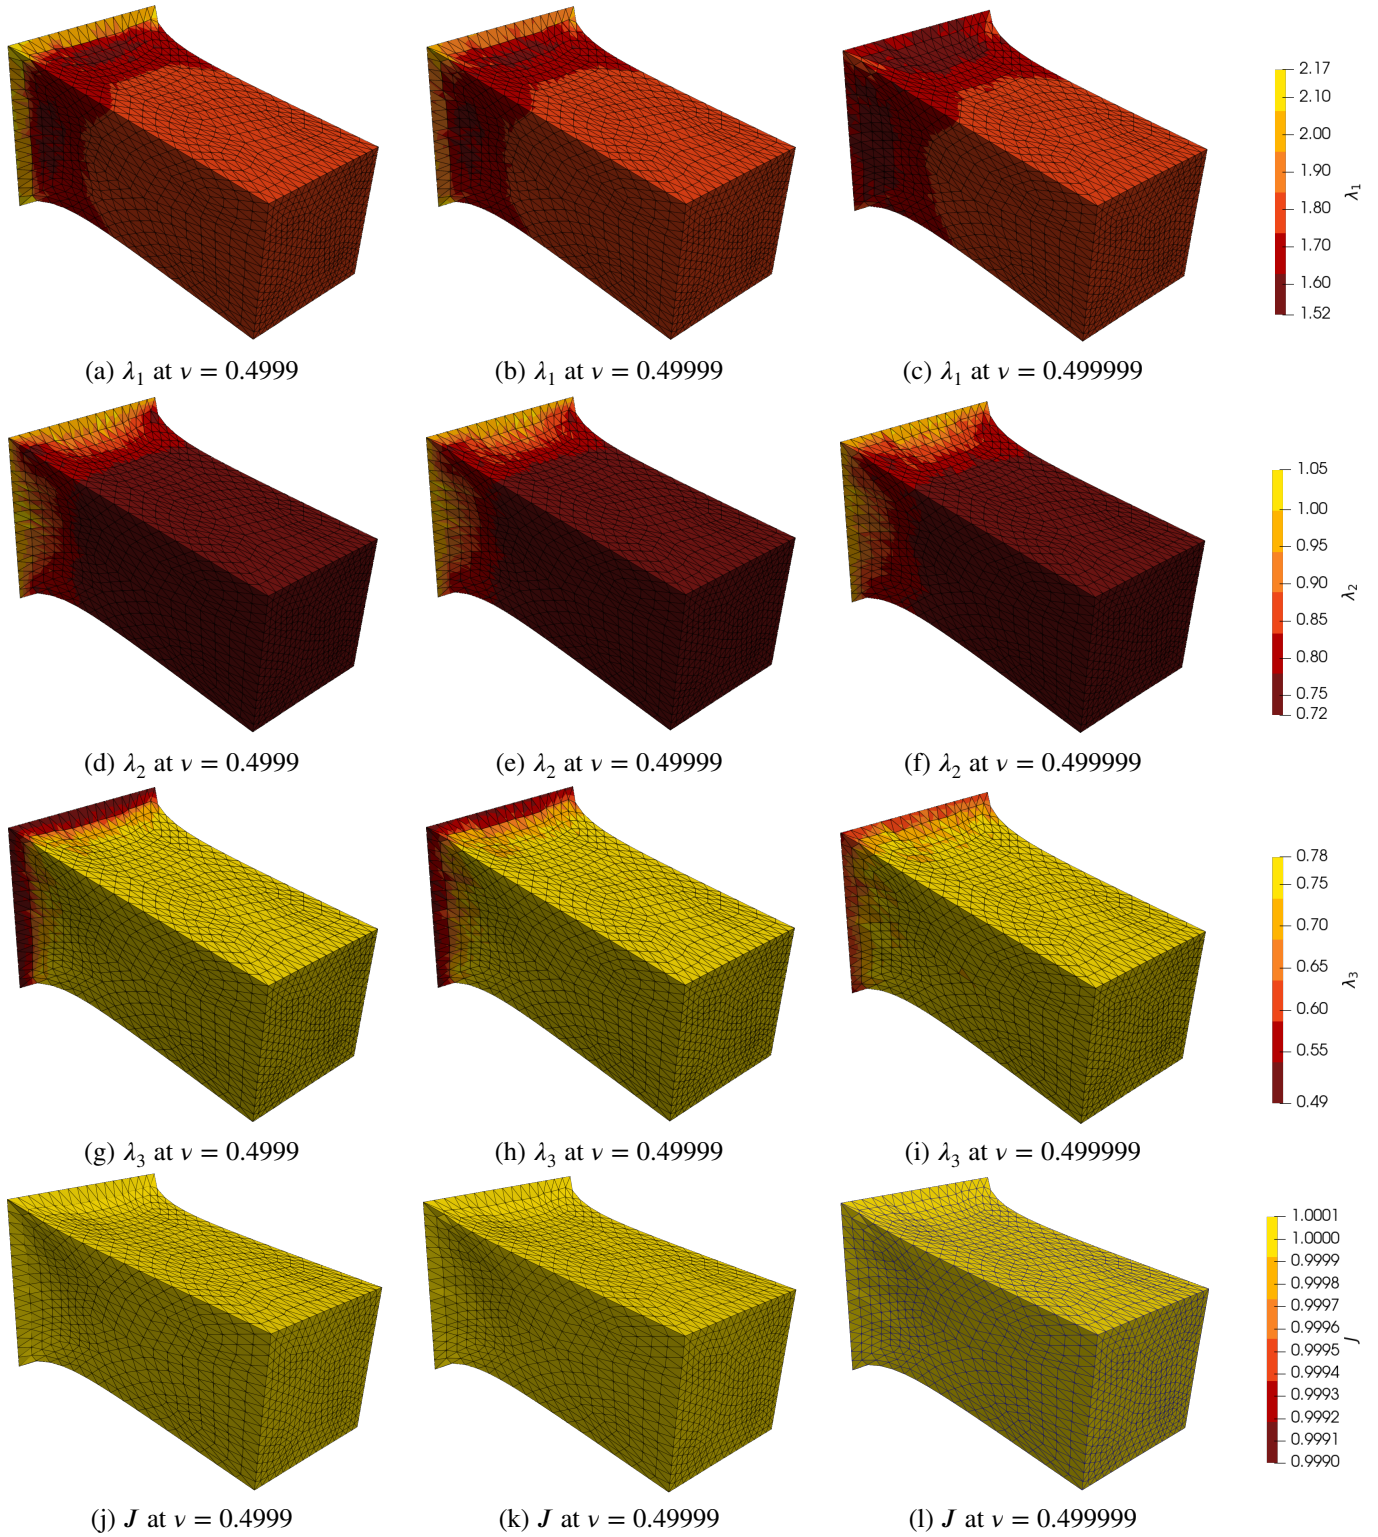 2.17
2.10
2.00
1.90
1.80
1.70
1.60
1.52
λ1
(a) λ1 at ν = 0.4999
(b) λ1 at ν = 0.49999
(c) λ1 at ν = 0.499999
1.05
1.00
0.95
0.90
0.85
0.80
0.75
0.72
λ2
(d) λ2 at ν = 0.4999
(e) λ2 at ν = 0.49999
(f) λ2 at ν = 0.499999
0.78
0.75
0.70
0.65
0.60
0.55
0.49
λ3
(g) λ3 at ν = 0.4999
(h) λ3 at ν = 0.49999
(i) λ3 at ν = 0.499999
1.0001
1.0000
0.9999
0.9998
0.9997
0.9996
0.9995
0.9994
0.9993
0.9992
0.9991
0.9990
J
(j) J at ν = 0.4999
(k) J at ν = 0.49999
(l) J at ν = 0.499999